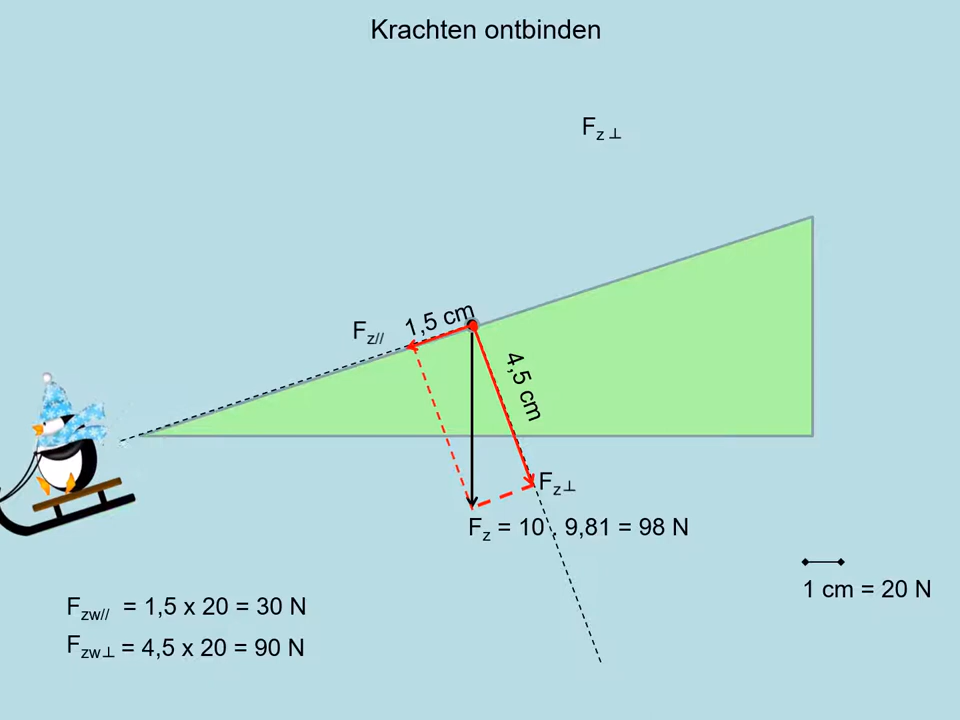 Krachten ontbinden
Fz⊥
1,5 cm
Fz//
4,5 cm
Fz⊥
Fz = 10 . 9,81 = 98 N
1 cm = 20 N
Fzw// = 1,5 x 20 = 30 N
Fzw⊥ = 4,5 x 20 = 90 N